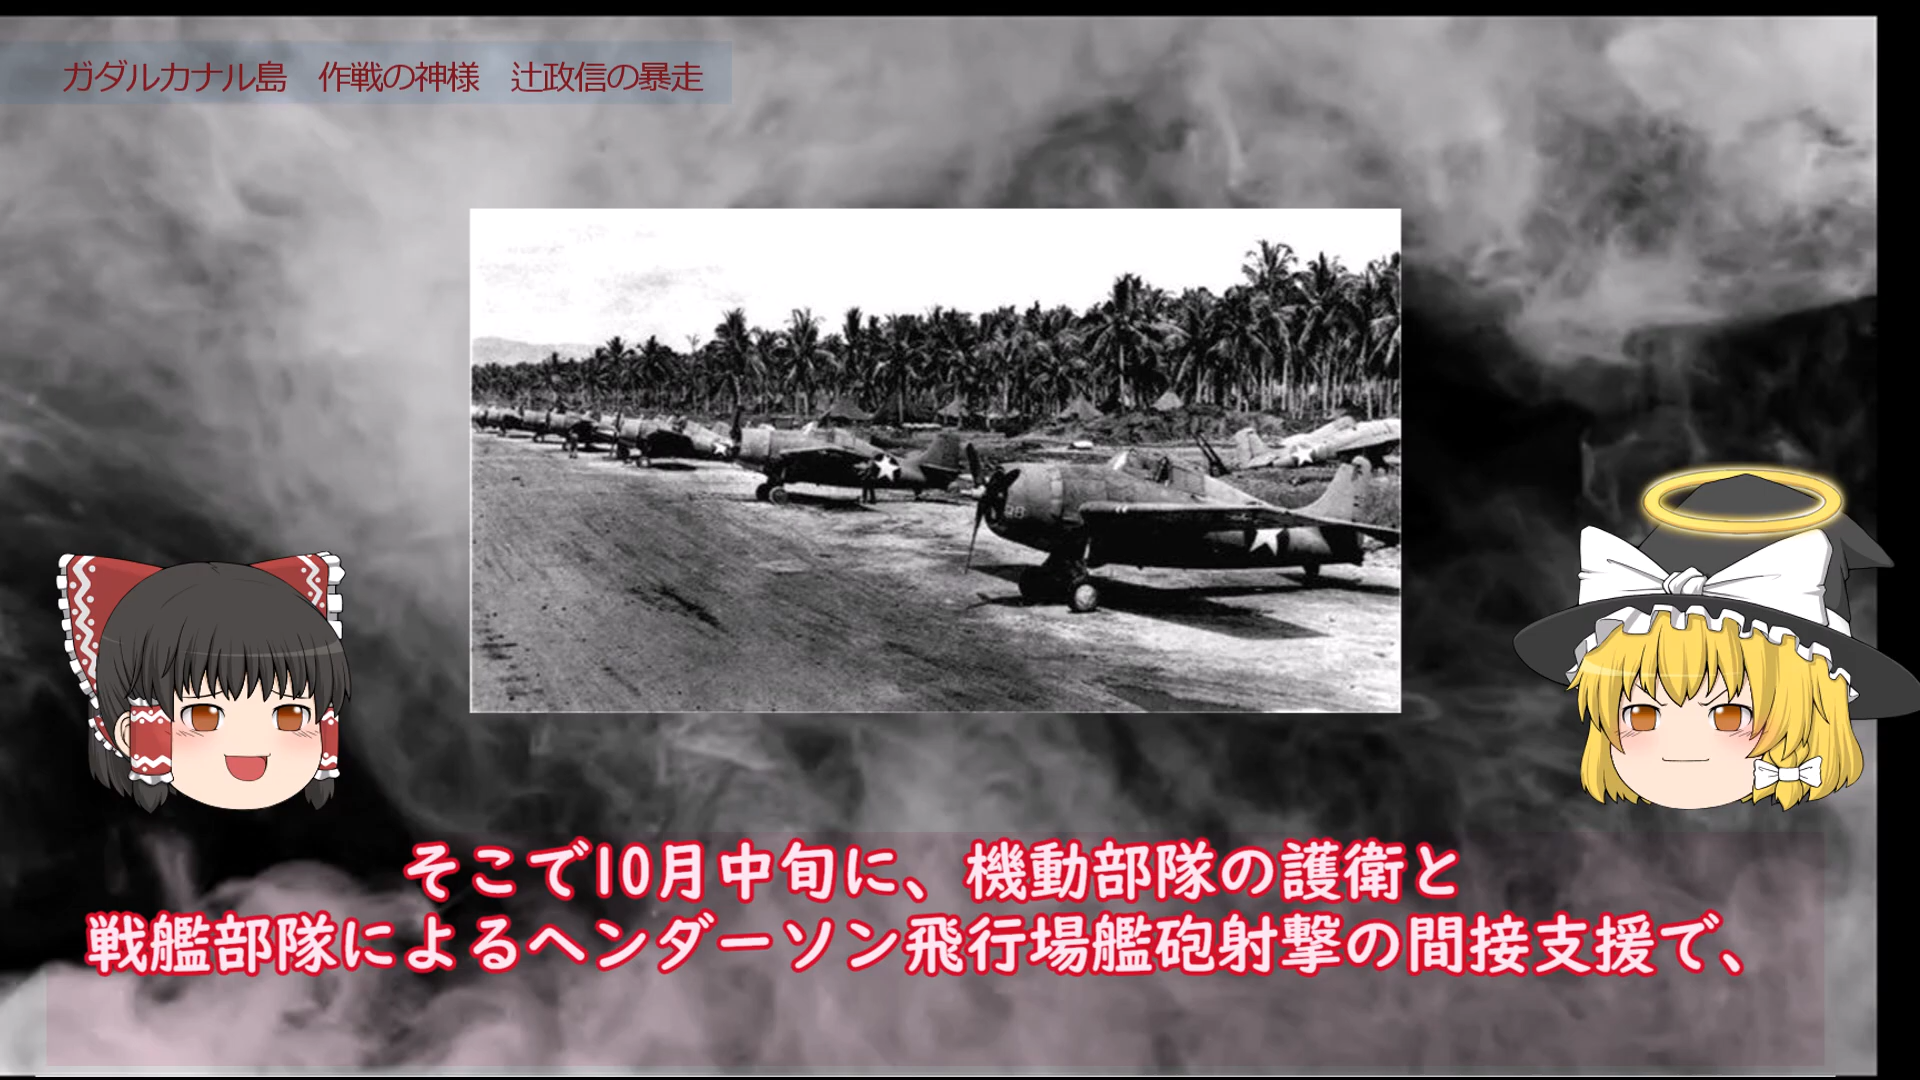 ガダルカナル島　作戦の神様　辻政信の暴走
そこで10月中旬に、機動部隊の護衛と
戦艦部隊によるヘンダーソン飛行場艦砲射撃の間接支援で、